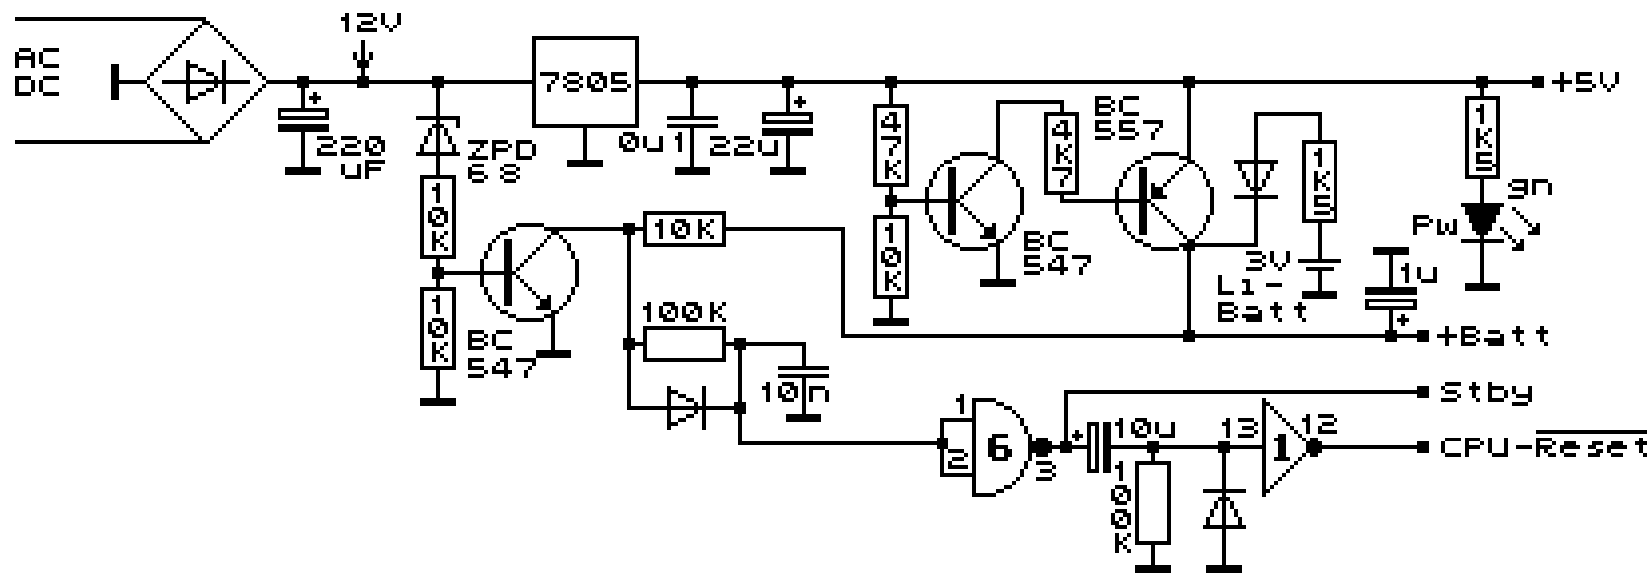 AC
DC
12V
220
uF
ZPD
6 8
7805
0u1
22u
47K
10K
BC
547
4K7
BC
557
1K5
3V
Li-
Batt
1K5
gn
Pw
1u
+5V
10K
10K
BC
547
10K
100K
10n
+Batt
Stby
1
2
6
3
10u
100K
13
1
12
CPU-Reset